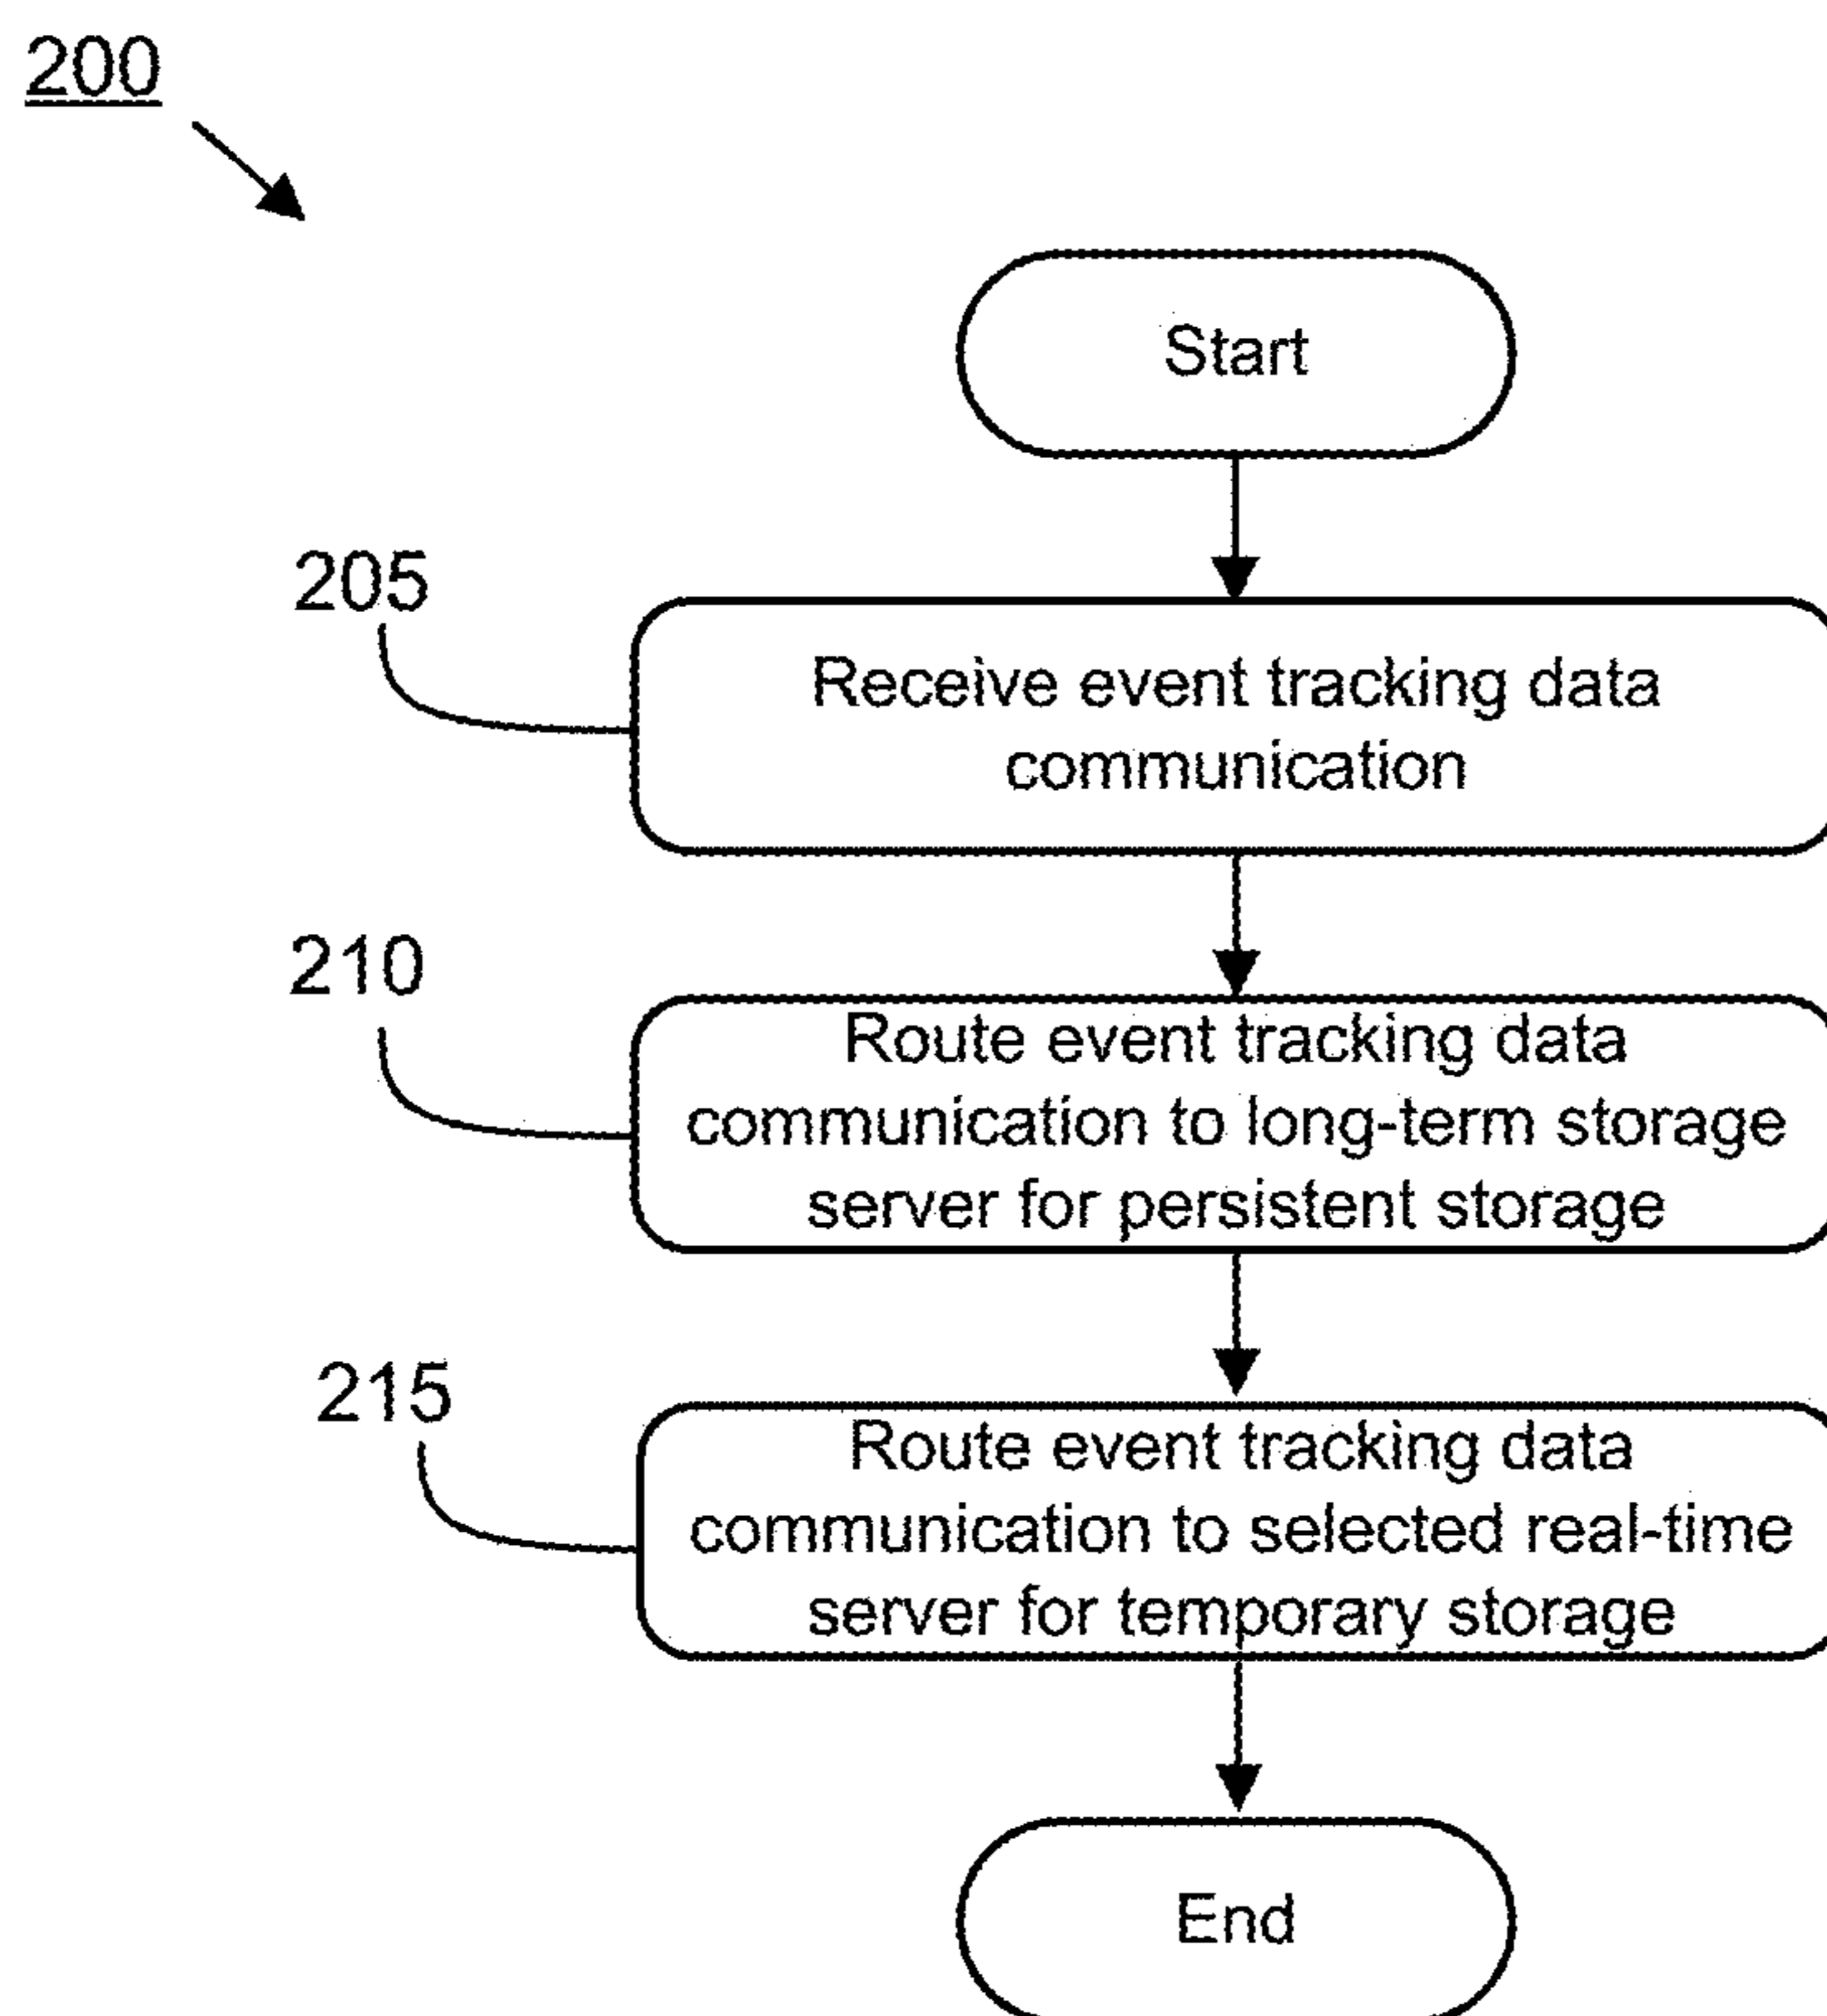 200
Start
205
Receive event tracking data
communication
210
Route event tracking data
communication to long-term storage
server for persistent storage
215
Route event tracking data
communication to selected real-time
server for temporary storage
End